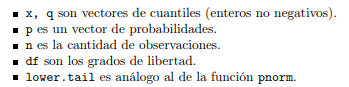 ▪ x, q son vectores de cuantiles (enteros no negativos).
▪ p es un vector de probabilidades.
▪ n es la cantidad de observaciones.
▪ df son los grados de libertad.
▪ lower.tail es análogo al de la función pnorm.